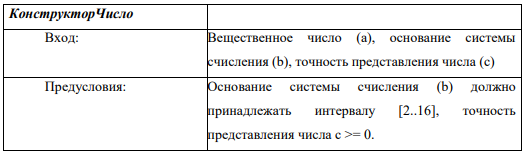 КонструкторЧисло
Вход:
Вещественное число (a), основание системы
счисления (b), точность представления числа (c)
Предусловия:
Основание системы счисления (b) должно
принадлежать интервалу [2..16], точность
представления числа c >= 0.